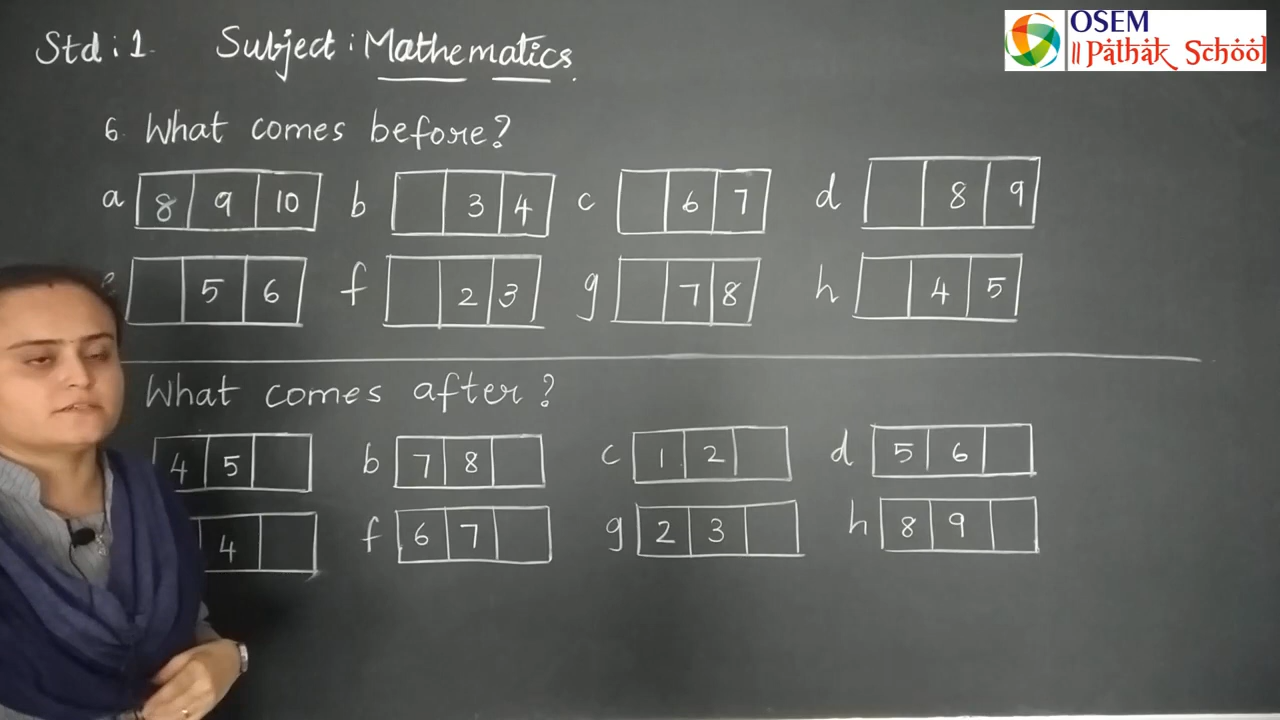 OSEM
॥ Pathak School
Std : 1 Subject : Mathematics
6. What comes before?
a 8 9 10 b 3 4 c 6 7 d 8 9
5 6 f 2 3 g 7 8 h 4 5
What comes after?
4 5 b 7 8 c 1 2 d 5 6
4 f 6 7 g 2 3 h 8 9